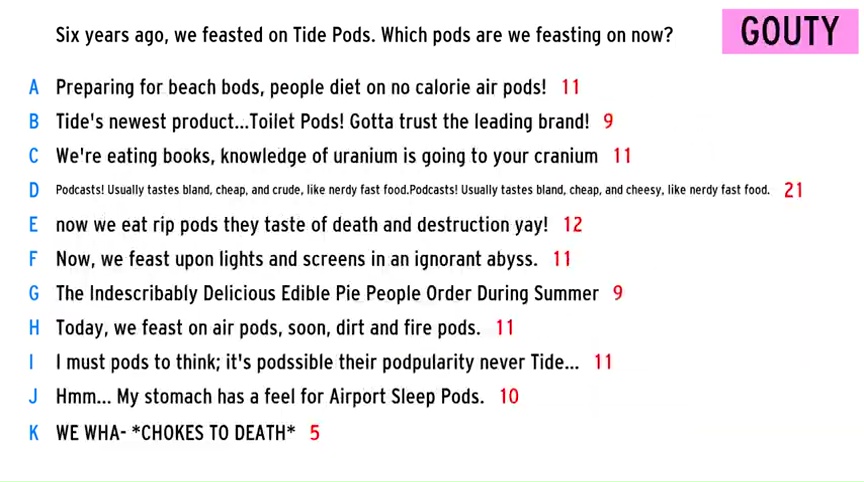 Six years ago, we feasted on Tide Pods. Which pods are we feasting on now?
GOUTY
A Preparing for beach bods, people diet on no calorie air pods! 11
B Tide's newest product...Toilet Pods! Gotta trust the leading brand! 9
C We're eating books, knowledge of uranium is going to your cranium 11
D Podcasts! Usually tastes bland, cheap, and crude, like nerdy fast food.Podcasts! Usually tastes bland, cheap, and cheesy, like nerdy fast food. 21
E now we eat rip pods they taste of death and destruction yay! 12
F Now, we feast upon lights and screens in an ignorant abyss. 11
G The Indescribably Delicious Edible Pie People Order During Summer 9
H Today, we feast on air pods, soon, dirt and fire pods. 11
I I must pods to think; it's podssible their podpularity never Tide... 11
J Hmm... My stomach has a feel for Airport Sleep Pods. 10
K WE WHA- *CHOKES TO DEATH* 5